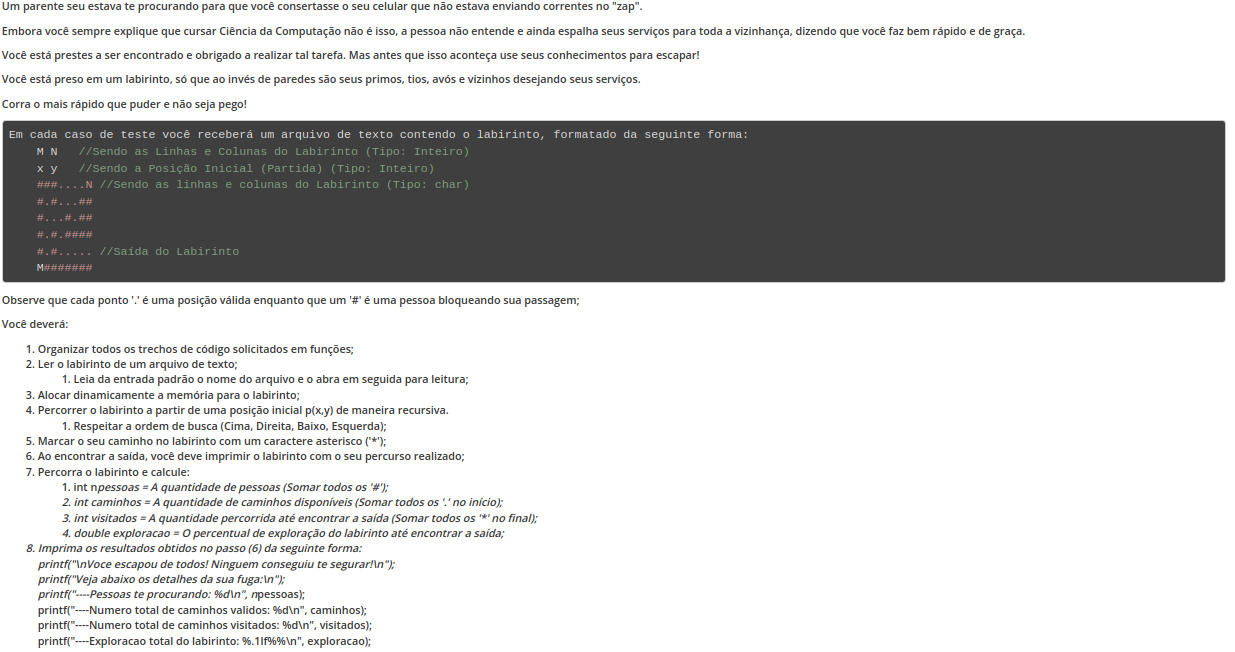 Um parente seu estava te procurando para que você consertasse o seu celular que não estava enviando correntes no "zap".
Embora você sempre explique que cursar Ciência da Computação não é isso, a pessoa não entende e ainda espalha seus serviços para toda a vizinhança, dizendo que você faz bem rápido e de graça.
Você está prestes a ser encontrado e obrigado a realizar tal tarefa. Mas antes que isso aconteça use seus conhecimentos para escapar!
Você está preso em um labirinto, só que ao invés de paredes são seus primos, tios, avós e vizinhos desejando seus serviços.
Corra o mais rápido que puder e não seja pego!
Em cada caso de teste você receberá um arquivo de texto contendo o labirinto, formatado da seguinte forma:
M N //Sendo as Linhas e Colunas do Labirinto (Tipo: Inteiro)
x y //Sendo a Posição Inicial (Partida) (Tipo: Inteiro)
###....N //Sendo as linhas e colunas do Labirinto (Tipo: char)
#.#...##
#...#.##
#.#.####
#.#..... //Saída do Labirinto
M#######
Observe que cada ponto '.' é uma posição válida enquanto que um '#' é uma pessoa bloqueando sua passagem;
Você deverá:
1. Organizar todos os trechos de código solicitados em funções;
2. Ler o labirinto de um arquivo de texto;
1. Leia da entrada padrão o nome do arquivo e o abra em seguida para leitura;
3. Alocar dinamicamente a memória para o labirinto;
4. Percorrer o labirinto a partir de uma posição inicial p(x,y) de maneira recursiva.
1. Respeitar a ordem de busca (Cima, Direita, Baixo, Esquerda);
5. Marcar o seu caminho no labirinto com um caractere asterisco ('*');
6. Ao encontrar a saída, você deve imprimir o labirinto com o seu percurso realizado;
7. Percorra o labirinto e calcule:
1. int npessoas = A quantidade de pessoas (Somar todos os '#');
2. int caminhos = A quantidade de caminhos disponíveis (Somar todos os '.' no início);
3. int visitados = A quantidade percorrida até encontrar a saída (Somar todos os '*' no final);
4. double exploracao = O percentual de exploração do labirinto até encontrar a saída;
8. Imprima os resultados obtidos no passo (6) da seguinte forma:
printf("\nVoce escapou de todos! Ninguem conseguiu te segurar!\n");
printf("Veja abaixo os detalhes da sua fuga:\n");
printf("----Pessoas te procurando: %d\n", npessoas);
printf("----Numero total de caminhos validos: %d\n", caminhos);
printf("----Numero total de caminhos visitados: %d\n", visitados);
printf("----Exploracao total do labirinto: %.1lf%%\n", exploracao);